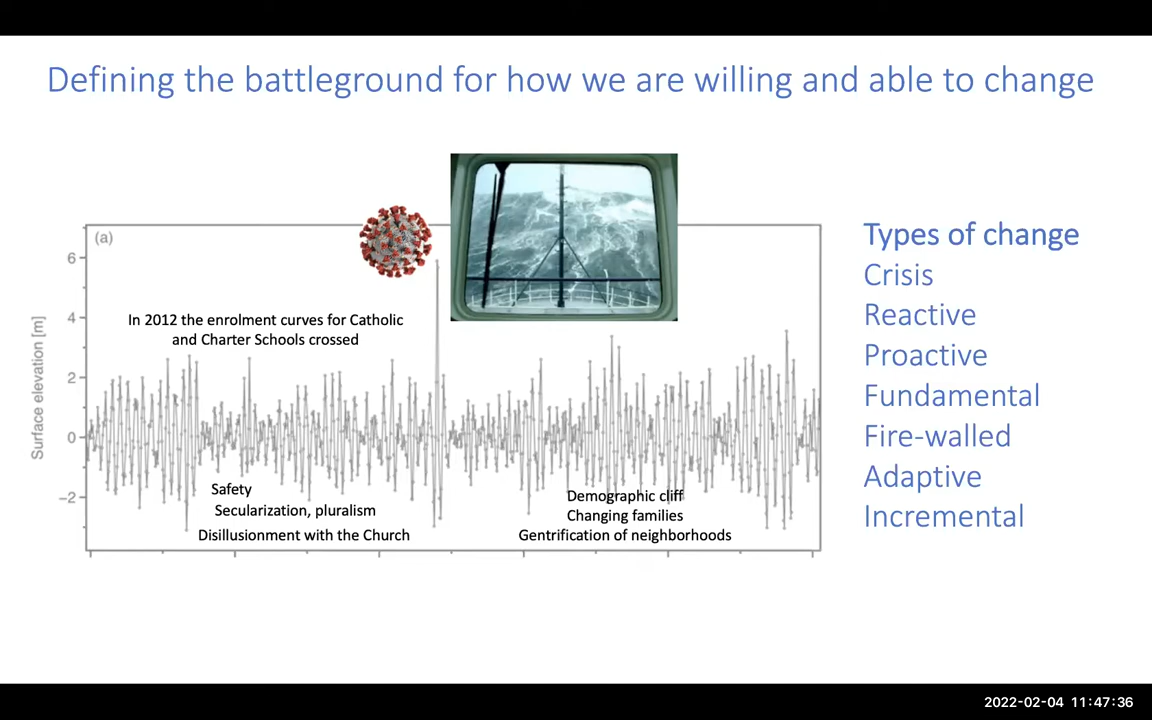 Defining the battleground for how we are willing and able to change
(a)
6
4
2
0
−2
Surface elevation [m]
In 2012 the enrolment curves for Catholic
and Charter Schools crossed
Safety
Secularization, pluralism
Disillusionment with the Church
Demographic cliff
Changing families
Gentrification of neighborhoods
Types of change
Crisis
Reactive
Proactive
Fundamental
Fire-walled
Adaptive
Incremental
2022-02-04 11:47:36